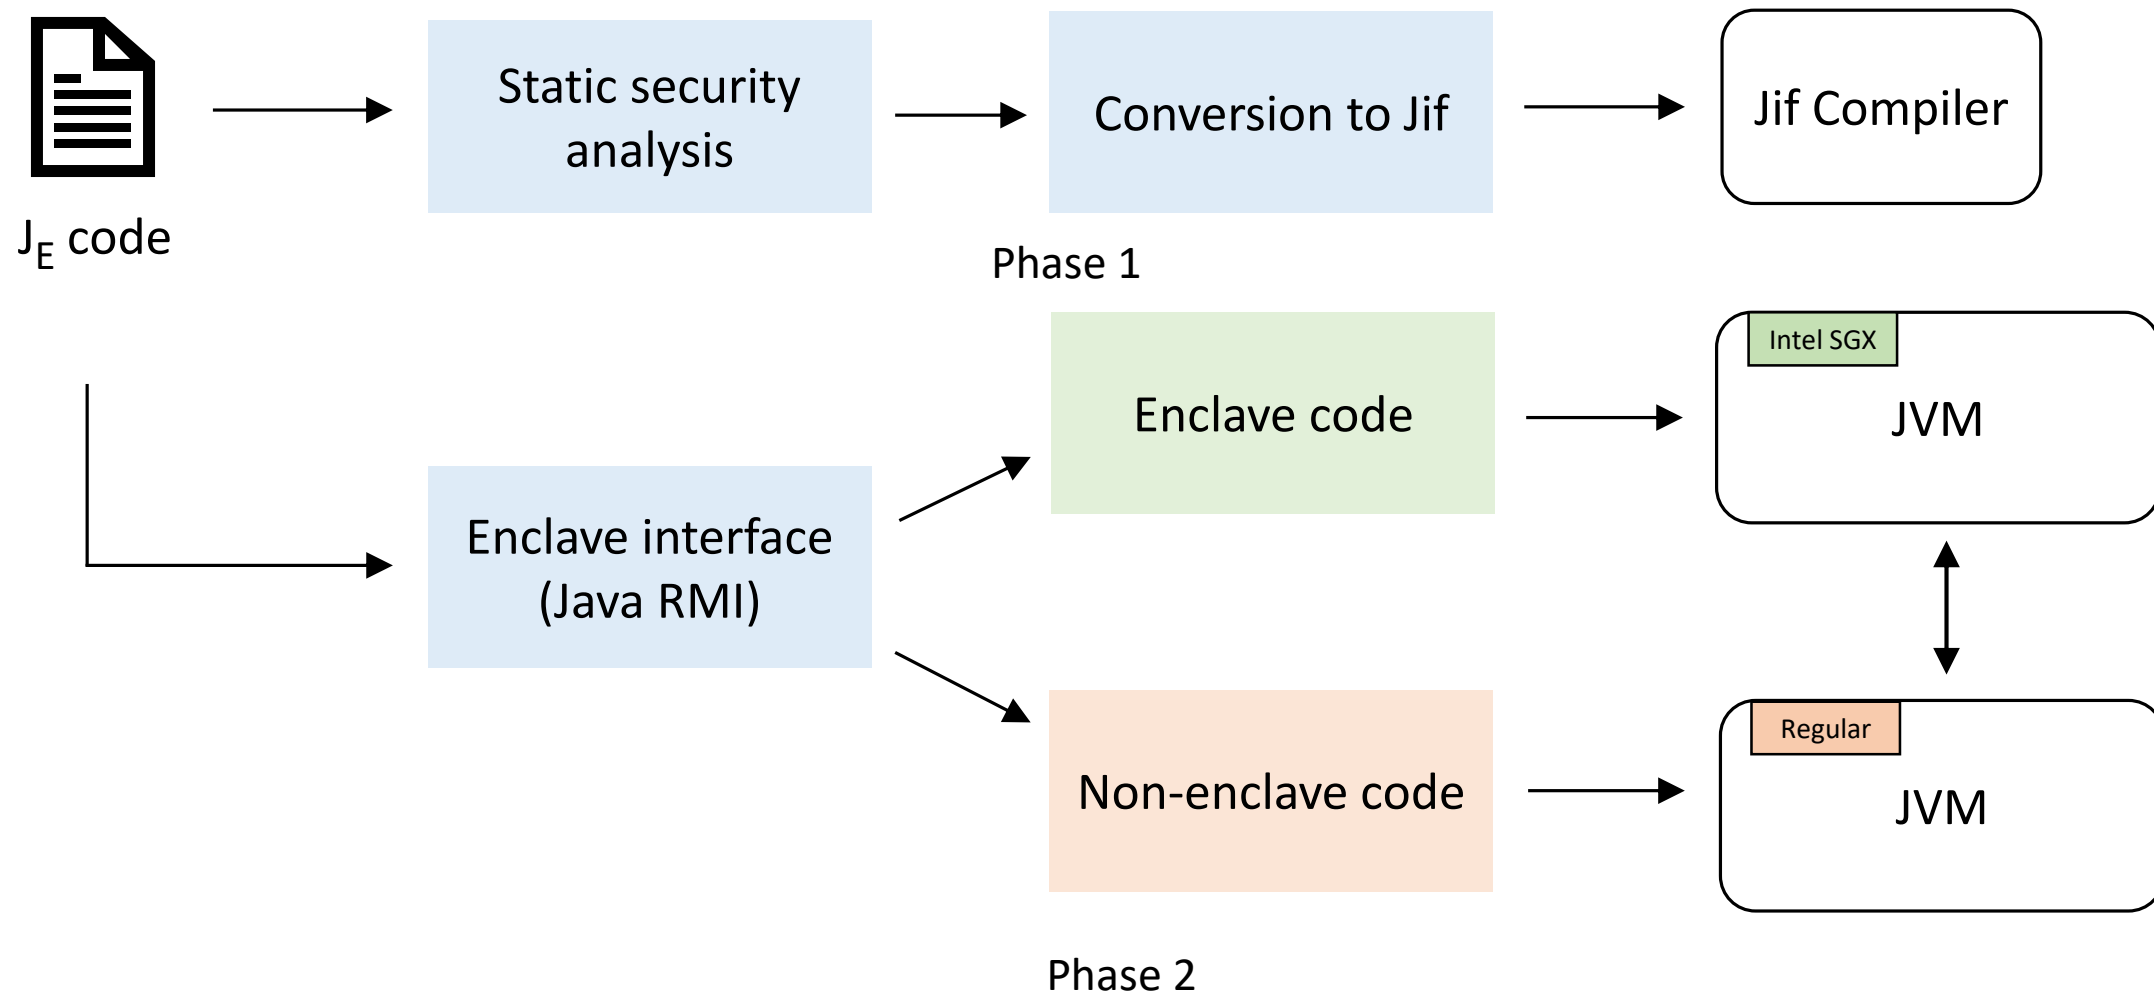 Static security
analysis
Conversion to Jif
Jif Compiler
J_E code
Phase 1
Enclave code
Intel SGX
JVM
Enclave interface
(Java RMI)
Non-enclave code
Regular
JVM
Phase 2